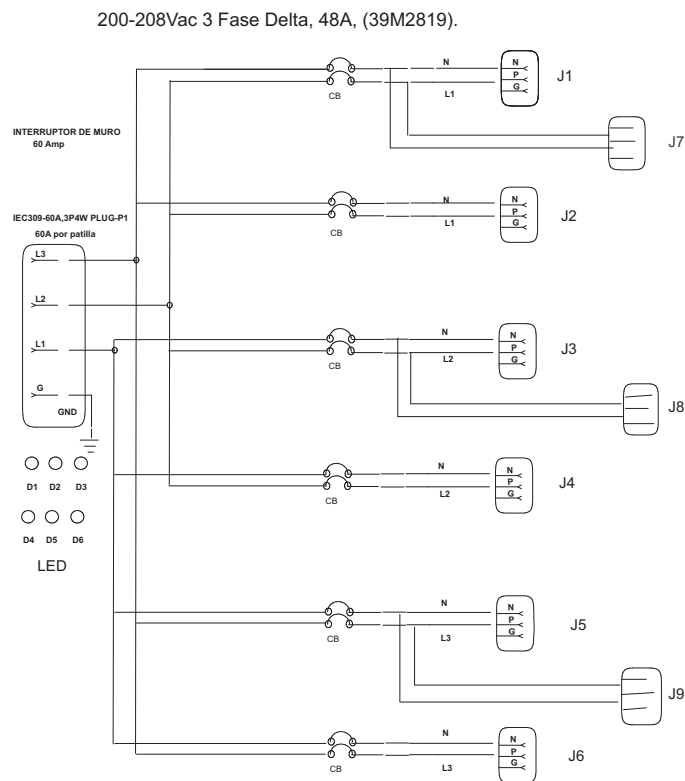 200-208Vac 3 Fase Delta, 48A, (39M2819).
N
N
P
G
J1
CB
L1
INTERRUPTOR DE MURO
60 Amp
J7
N
N
P
G
J2
CB
L1
IEC309-60A,3P4W PLUG-P1
60A por patilla
L3
L2
L1
G
GND
N
N
P
G
J3
CB
L2
J8
N
N
P
G
J4
CB
L2
D1 D2 D3
D4 D5 D6
LED
N
N
P
G
J5
CB
L3
J9
N
N
P
G
J6
CB
L3